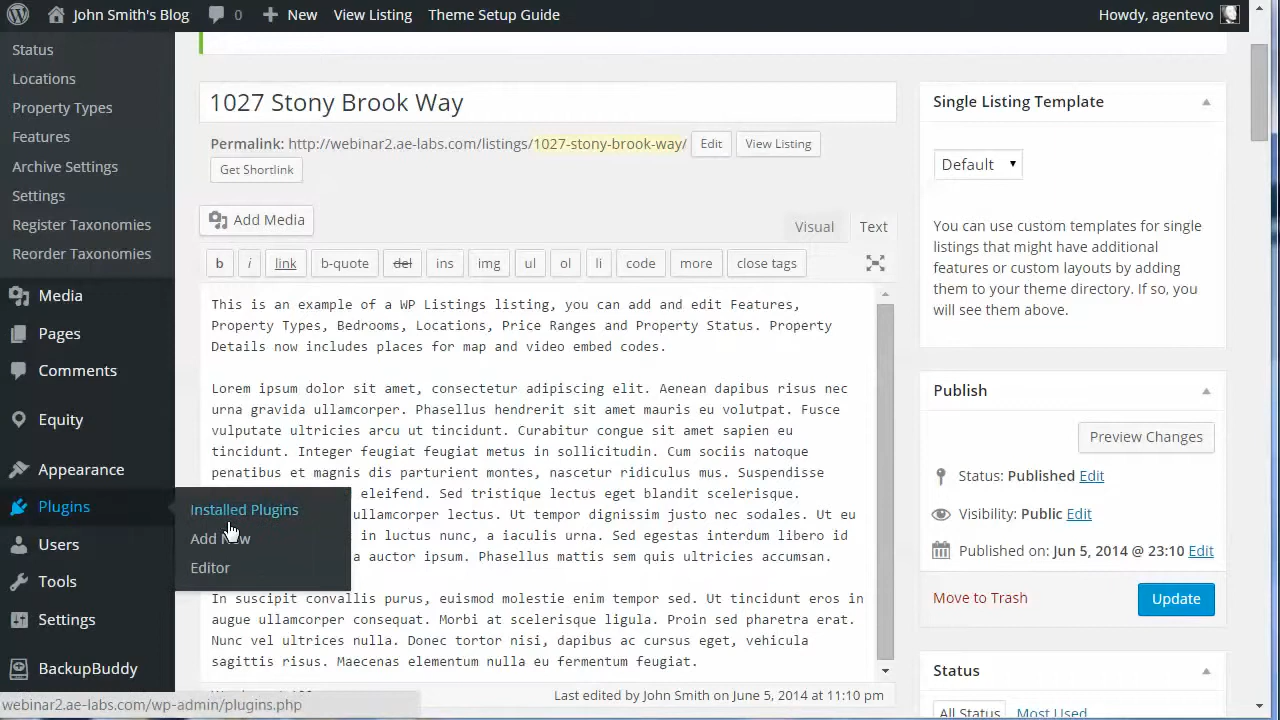 John Smith's Blog 0 + New View Listing Theme Setup Guide Howdy, agentevo
Status
Locations
Property Types
Features
Archive Settings
Settings
Register Taxonomies
Reorder Taxonomies
Media
Pages
Comments
Equity
Appearance
Plugins
Users
Tools
Settings
BackupBuddy
Installed Plugins
Add New
Editor
1027 Stony Brook Way
Permalink: http://webinar2.ae-labs.com/listings/1027-stony-brook-way/ Edit View Listing
Get Shortlink
Add Media
Visual Text
b i link b-quote del ins img ul ol li code more close tags
This is an example of a WP Listings listing, you can add and edit Features,
Property Types, Bedrooms, Locations, Price Ranges and Property Status. Property
Details now includes places for map and video embed codes.
Lorem ipsum dolor sit amet, consectetur adipiscing elit. Aenean dapibus risus nec
urna gravida ullamcorper. Phasellus hendrerit sit amet mauris eu volutpat. Fusce
vulputate ultricies arcu ut tincidunt. Curabitur congue sit amet sapien eu
tincidunt. Integer feugiat feugiat metus in sollicitudin. Cum sociis natoque
penatibus et magnis dis parturient montes, nascetur ridiculus mus. Suspendisse
eleifend. Sed tristique lectus eget blandit scelerisque.
ullamcorper lectus. Ut tempor dignissim justo nec sodales. Ut eu
in luctus nunc, a iaculis urna. Sed egestas interdum libero id
a auctor ipsum. Phasellus mattis sem quis ultricies accumsan.
In suscipit convallis purus, euismod molestie enim tempor sed. Ut tincidunt eros in
augue ullamcorper consequat. Morbi at scelerisque ligula. Proin sed pharetra erat.
Nunc vel ultrices nulla. Donec tortor nisi, dapibus ac cursus eget, vehicula
sagittis risus. Maecenas elementum nulla eu fermentum feugiat.
Last edited by John Smith on June 5, 2014 at 11:10 pm
Single Listing Template
Default
You can use custom templates for single
listings that might have additional
features or custom layouts by adding
them to your theme directory. If so, you
will see them above.
Publish
Preview Changes
Status: Published Edit
Visibility: Public Edit
Published on: Jun 5, 2014 @ 23:10 Edit
Move to Trash Update
Status
All Status Most Used
webinar2.ae-labs.com/wp-admin/plugins.php